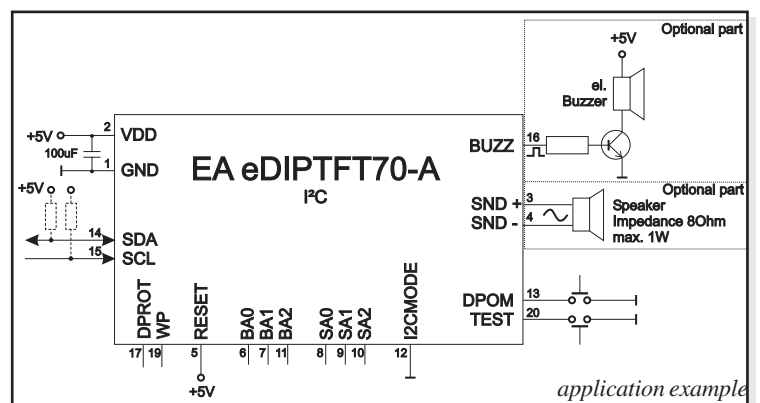 Optional part
+5V
el.
Buzzer
2
+5V VDD
100uF
1
GND
EA eDIPTFT70-A
I²C
BUZZ 16
Optional part
+5V
SND + 3
SND - 4
Speaker
Impedance 8Ohm
max. 1W
14 SDA
15 SCL
DPOM 13
TEST 20
DPROT
WP
RESET
BA0
BA1
BA2
SA0
SA1
SA2
I2CMODE
17 19 5 6 7 11 8 9 10 12
+5V
application example